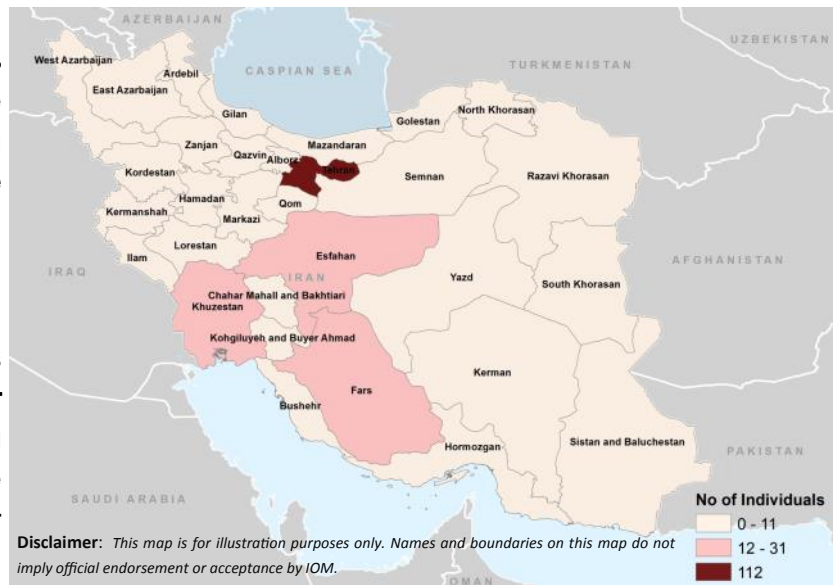 AZERBAIJAN
UZBEKISTAN
CASPIAN SEA
TURKMENISTAN
West Azarbaijan
Ardebil
East Azarbaijan
Gilan
North Khorasan
Golestan
Zanjan
Mazandaran
Qazvin
Alborz
Tehran
Kordestan
Semnan
Razavi Khorasan
Hamadan
Qom
Kermanshah
Markazi
Lorestan
Esfahan
Ilam
IRAQ
IRAN
AFGHANISTAN
Yazd
South Khorasan
Chahar Mahall and Bakhtiari
Khuzestan
Kohgiluyeh and Buyer Ahmad
Kerman
Fars
Bushehr
Hormozgan
Sistan and Baluchestan
PAKISTAN
SAUDI ARABIA
No of Individuals
0 - 11
12 - 31
112
Disclaimer: This map is for illustration purposes only. Names and boundaries on this map do not
imply official endorsement or acceptance by IOM.
OMAN